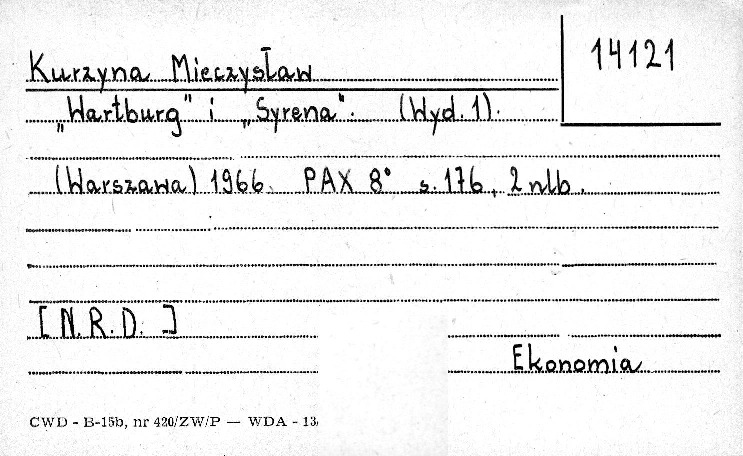 Kurzyna Mieczysław
14121
„Wartburg" i „Syrena". (Wyd. 1).
(Warszawa) 1966. PAX 8° s. 176, 2 nlb.
[N.R.D.]
Ekonomia
CWD - B-15b, nr 420/ZW/P — WDA - 13